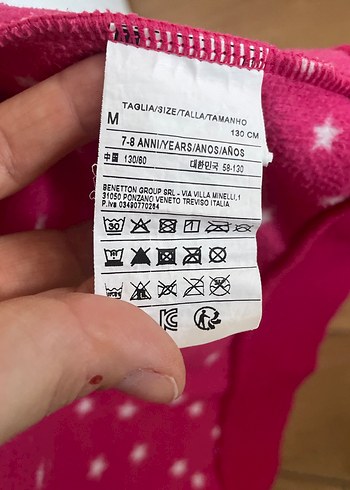 TAGLIA/SIZE/TALLA/TAMANHO
M 130 CM
7-8 ANNI/YEARS/ANOS/AÑOS
中国 130/60 대한민국 58-130
BENETTON GROUP SRL - VIA VILLA MINELLI, 1
31050 PONZANO VENETO TREVISO ITALIA
P.Iva 03490770264
30